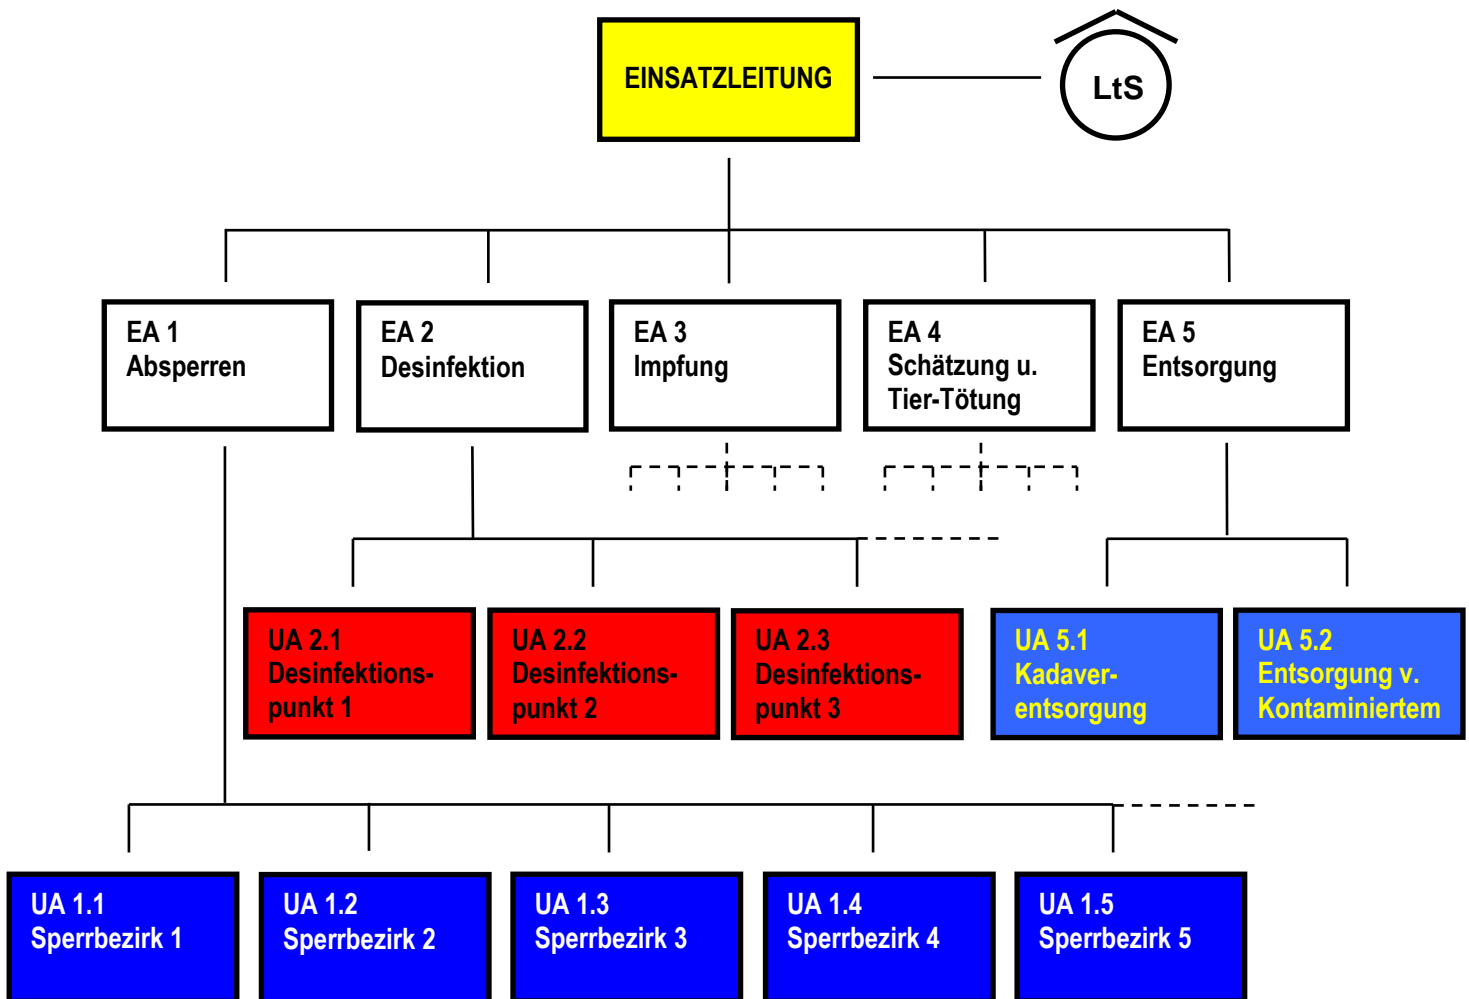 EINSATZLEITUNG
LtS
EA 1
Absperren
EA 2
Desinfektion
EA 3
Impfung
EA 4
Schätzung u.
Tier-Tötung
EA 5
Entsorgung
UA 2.1
Desinfektions-
punkt 1
UA 2.2
Desinfektions-
punkt 2
UA 2.3
Desinfektions-
punkt 3
UA 5.1
Kadaver-
entsorgung
UA 5.2
Entsorgung v.
Kontaminiertem
UA 1.1
Sperrbezirk 1
UA 1.2
Sperrbezirk 2
UA 1.3
Sperrbezirk 3
UA 1.4
Sperrbezirk 4
UA 1.5
Sperrbezirk 5